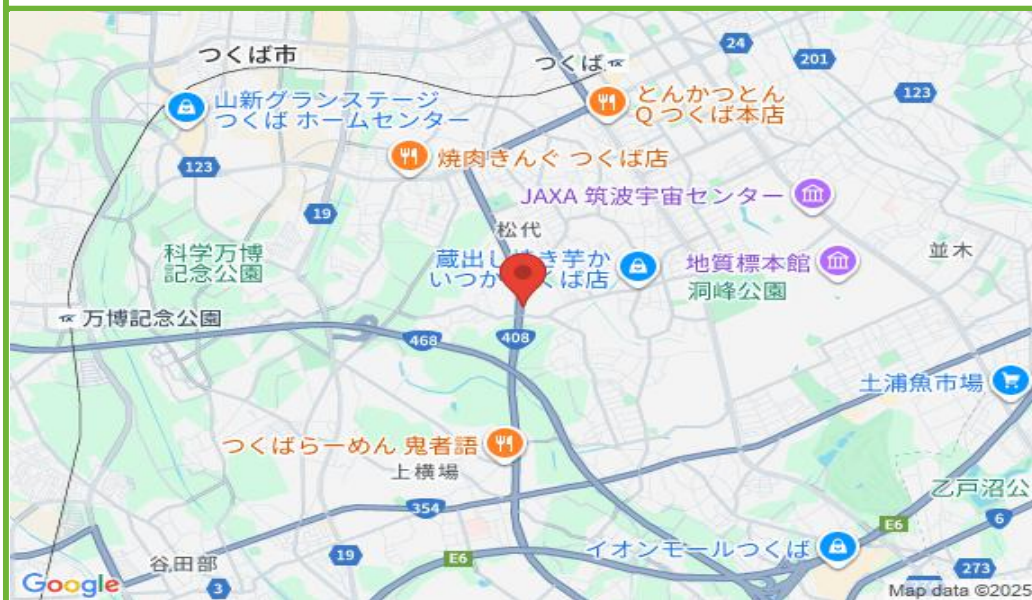 つくば市
つくば
24
201
山新グランステージ
つくば ホームセンター
とんかつとん
Q つくば本店
123
123
焼肉きんぐ つくば店
JAXA 筑波宇宙センター
19
松代
科学万博
記念公園
蔵出し
き芋か
いつか
くば店
地質標本館
洞峰公園
並木
万博記念公園
468
408
土浦魚市場
つくばらーめん 鬼者語
上横場
354
乙戸沼公
E6
6
谷田部
19
E6
イオンモールつくば
3
273
Google
Map data ©2025